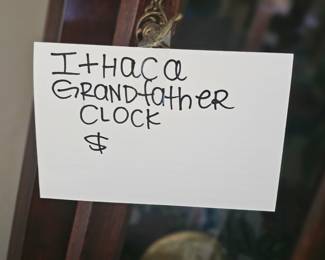 Ithaca
GRANDfatheR
CLOCK
$